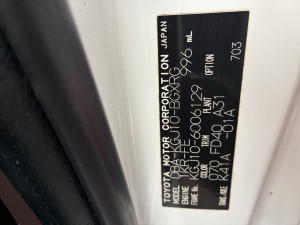 TOYOTA MOTOR CORPORATION JAPAN
MODEL DBA-KGJ10-BGXRG
ENGINE 1KR-FE 996 mL
FRAME No. KGJ10-6006129
COLOR TRIM PLANT OPTION
070 FD40 A31 703
TRANS./AXLE K41A -01A